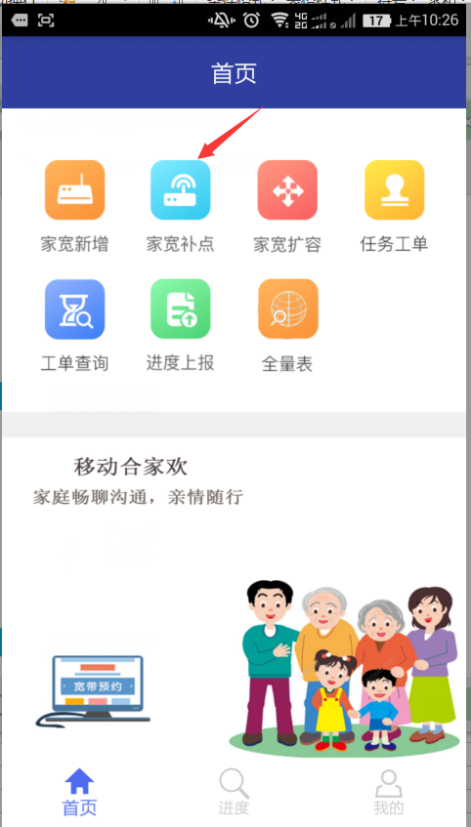 4G
2G
17
上午10:26
首页
家宽新增 家宽补点 家宽扩容 任务工单
工单查询 进度上报 全量表
移动合家欢
家庭畅聊沟通，亲情随行
宽带预约
首页 进度 我的